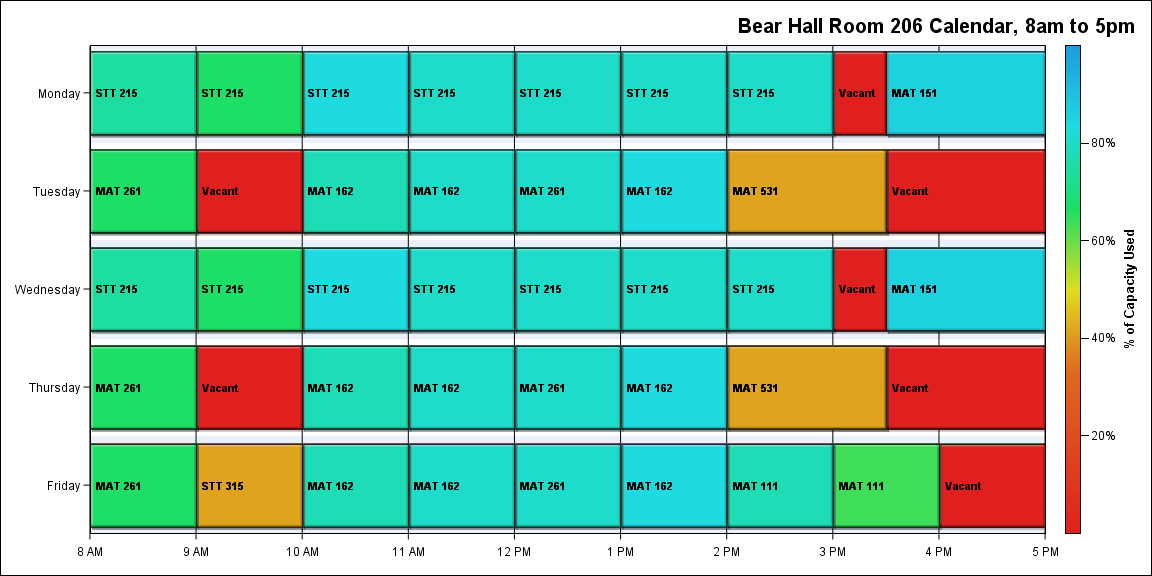 Bear Hall Room 206 Calendar, 8am to 5pm
Monday STT 215 STT 215 STT 215 STT 215 STT 215 STT 215 STT 215 Vacant MAT 151
Tuesday MAT 261 Vacant MAT 162 MAT 162 MAT 261 MAT 162 MAT 531 Vacant
Wednesday STT 215 STT 215 STT 215 STT 215 STT 215 STT 215 STT 215 Vacant MAT 151
Thursday MAT 261 Vacant MAT 162 MAT 162 MAT 261 MAT 162 MAT 531 Vacant
Friday MAT 261 STT 315 MAT 162 MAT 162 MAT 261 MAT 162 MAT 111 MAT 111 Vacant
8 AM 9 AM 10 AM 11 AM 12 PM 1 PM 2 PM 3 PM 4 PM 5 PM
80%
60%
40%
20%
% of Capacity Used